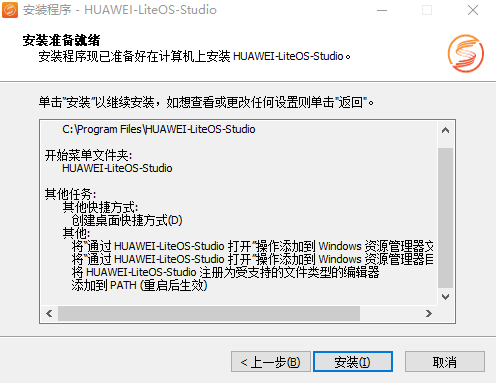 安装程序 - HUAWEI-LiteOS-Studio
安装准备就绪
安装程序现已准备好在计算机上安装 HUAWEI-LiteOS-Studio。
单击"安装"以继续安装，如想查看或更改任何设置则单击"返回"。
C:\Program Files\HUAWEI-LiteOS-Studio
开始菜单文件夹:
HUAWEI-LiteOS-Studio
其他任务:
其他快捷方式:
创建桌面快捷方式(D)
其他:
将"通过 HUAWEI-LiteOS-Studio 打开"操作添加到 Windows 资源管理器文
将"通过 HUAWEI-LiteOS-Studio 打开"操作添加到 Windows 资源管理器目
将 HUAWEI-LiteOS-Studio 注册为受支持的文件类型的编辑器
添加到 PATH (重启后生效)
< 上一步(B)
安装(I)
取消